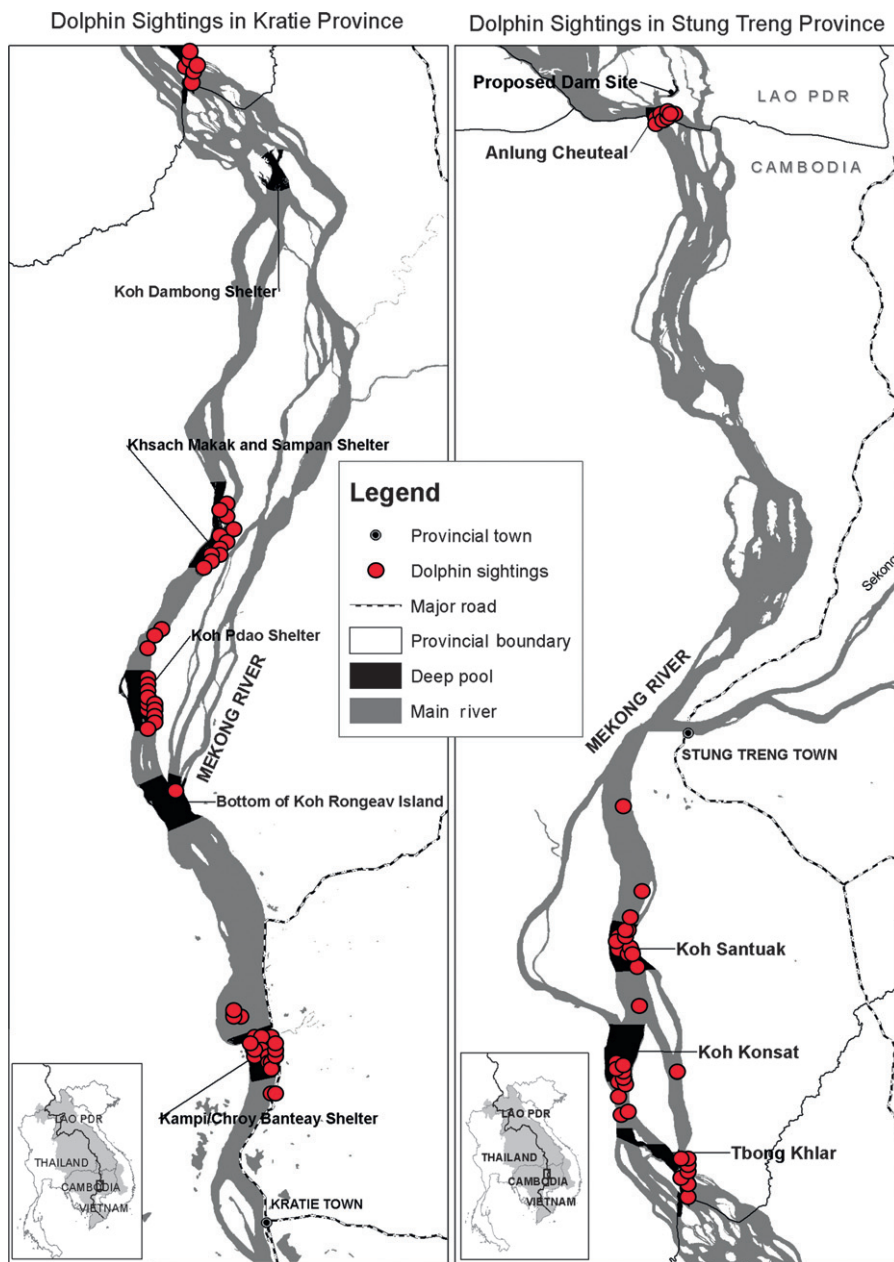 Dolphin Sightings in Kratie Province
Koh Dambong Shelter
Khsach Makak and Sampan Shelter
Koh Pdao Shelter
MEKONG RIVER
Bottom of Koh Rongeav Island
Kampi/Chroy Banteay Shelter
KRATIE TOWN
LAO PDR
THAILAND
CAMBODIA
VIETNAM
Legend
Provincial town
Dolphin sightings
Major road
Provincial boundary
Deep pool
Main river
Dolphin Sightings in Stung Treng Province
Proposed Dam Site
LAO PDR
Anlung Cheuteal
CAMBODIA
Sekong
MEKONG RIVER
STUNG TRENG TOWN
Koh Santuak
Koh Konsat
Tbong Khlar
LAO PDR
THAILAND
CAMBODIA
VIETNAM